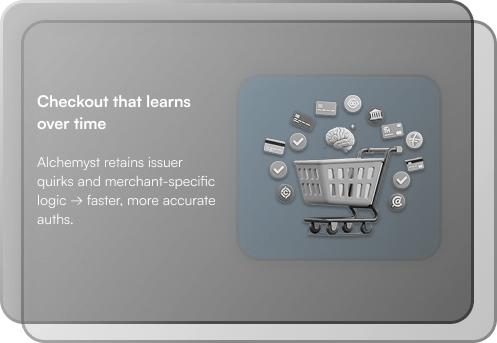 Checkout that learns
over time
Alchemyst retains issuer
quirks and merchant-specific
logic → faster, more accurate
auths.